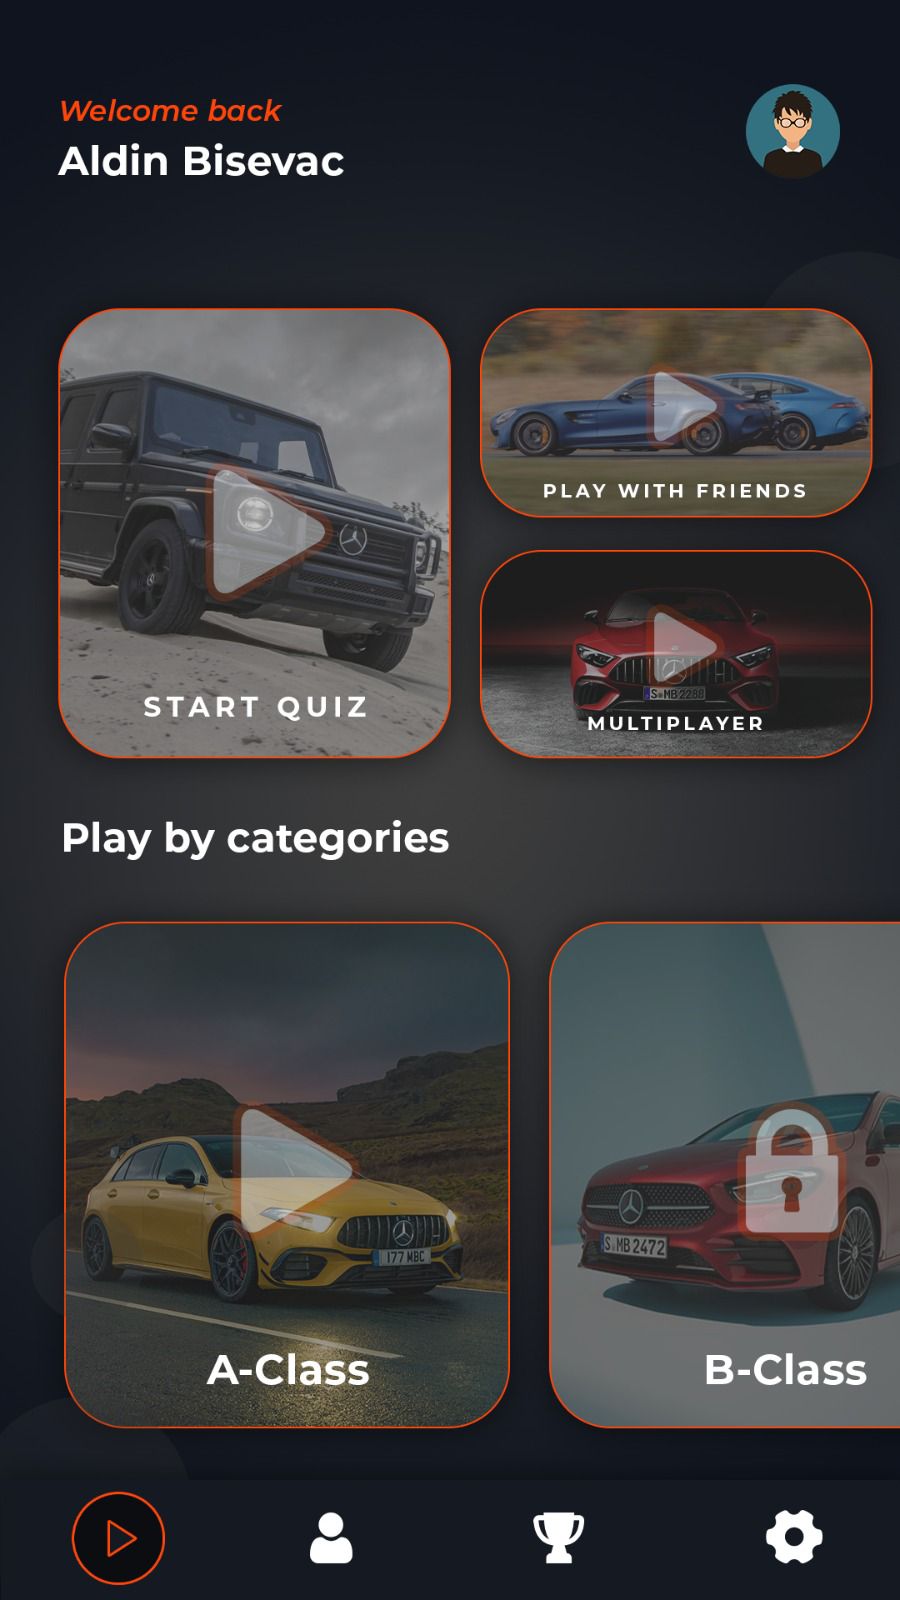 Welcome back
Aldin Bisevac
START QUIZ
PLAY WITH FRIENDS
S MB 2288
MULTIPLAYER
Play by categories
177 MBC
A-Class
S MB 2472
B-Class